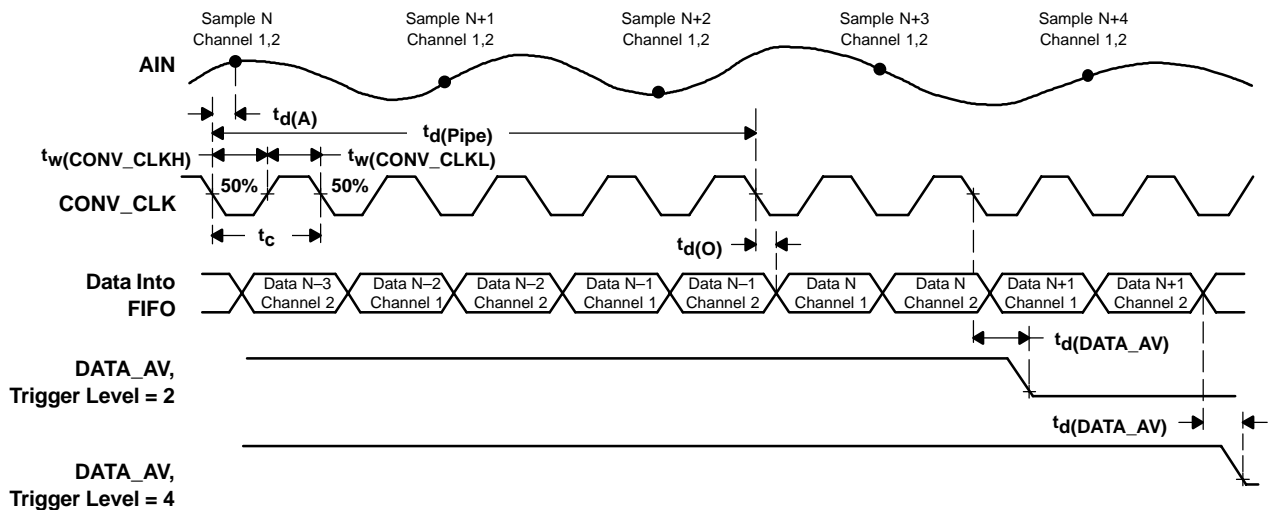 Sample N
Channel 1,2
Sample N+1
Channel 1,2
Sample N+2
Channel 1,2
Sample N+3
Channel 1,2
Sample N+4
Channel 1,2
AIN
td(A)
td(Pipe)
tw(CONV_CLKH)
tw(CONV_CLKL)
50%
50%
CONV_CLK
tc
td(O)
Data Into
FIFO
Data N–3
Channel 2
Data N–2
Channel 1
Data N–2
Channel 2
Data N–1
Channel 1
Data N–1
Channel 2
Data N
Channel 1
Data N
Channel 2
Data N+1
Channel 1
Data N+1
Channel 2
td(DATA_AV)
DATA_AV,
Trigger Level = 2
td(DATA_AV)
DATA_AV,
Trigger Level = 4